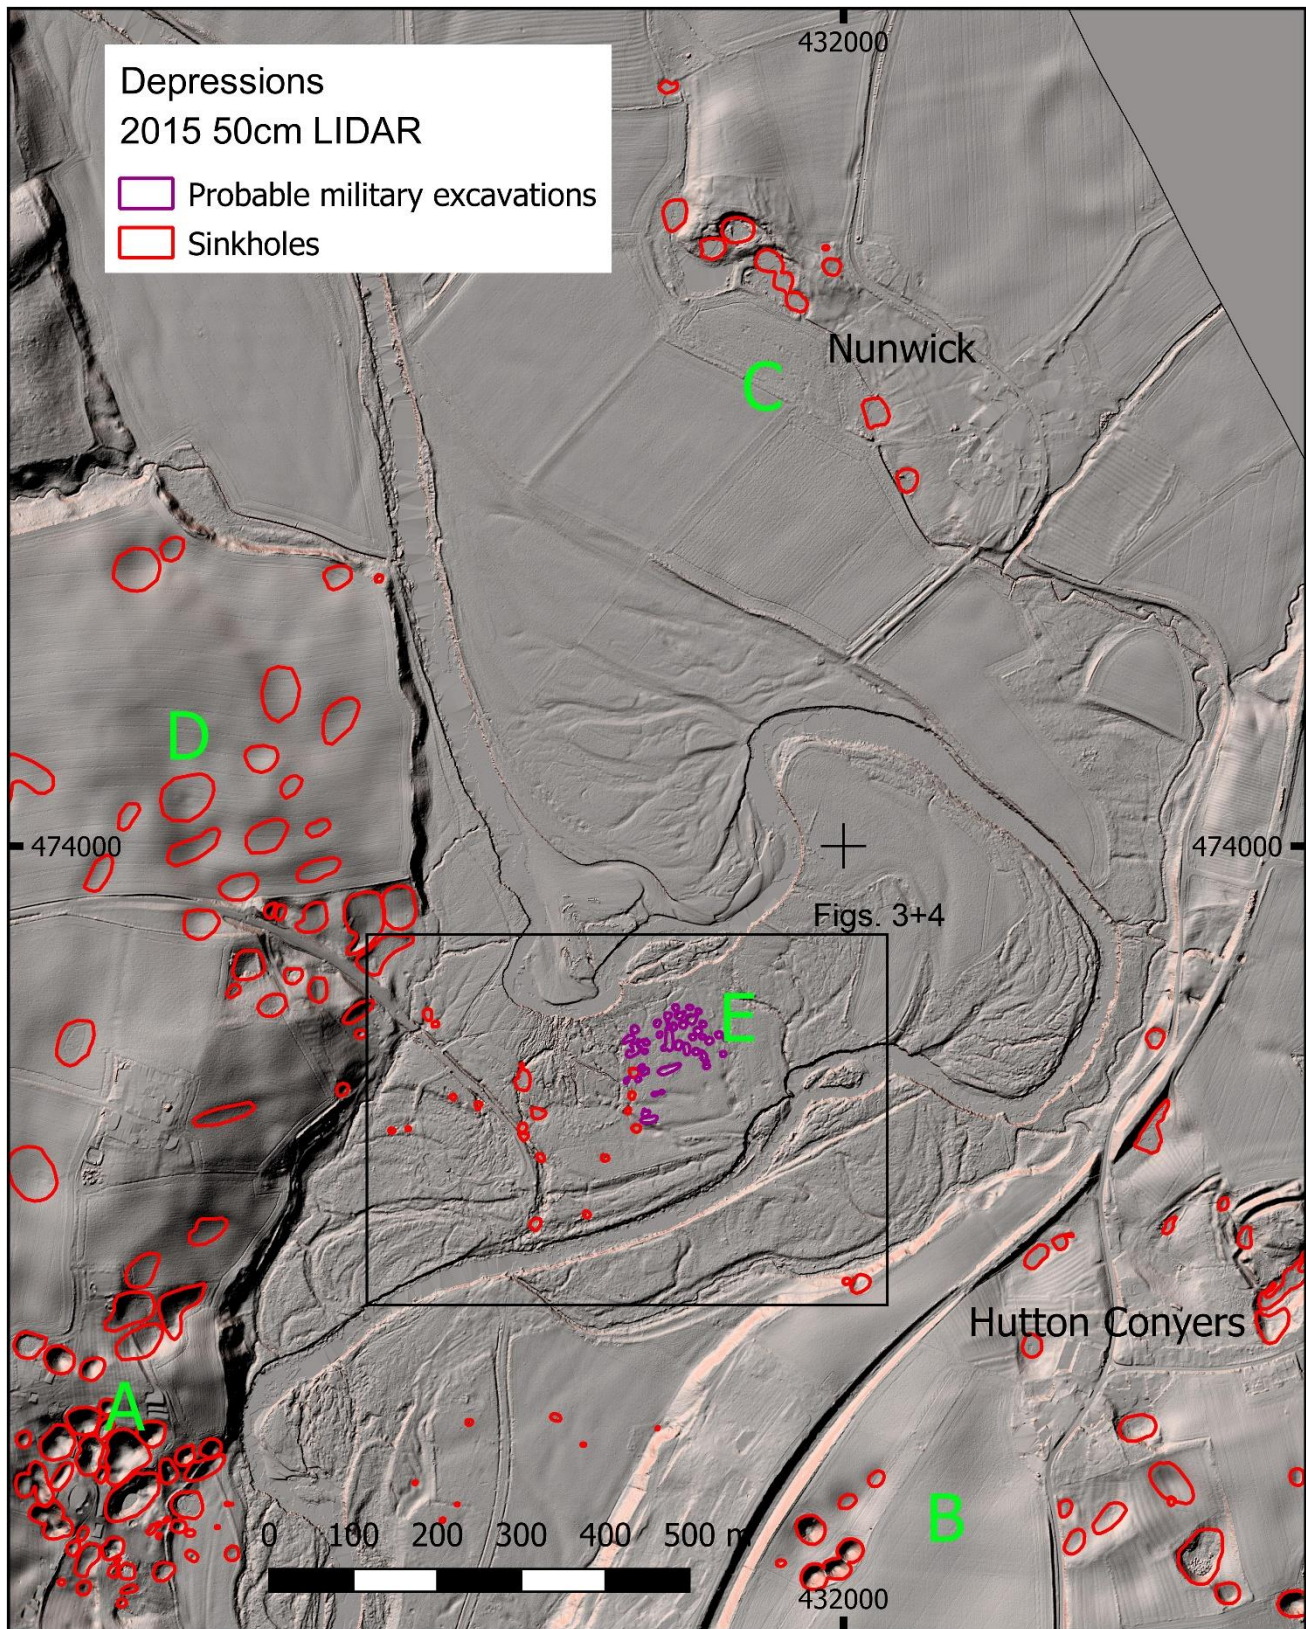 432000
Depressions
2015 50cm LIDAR
Probable military excavations
Sinkholes
Nunwick
C
D
474000
474000
Figs. 3+4
E
Hutton Conyers
A
B
0 100 200 300 400 500 m
432000